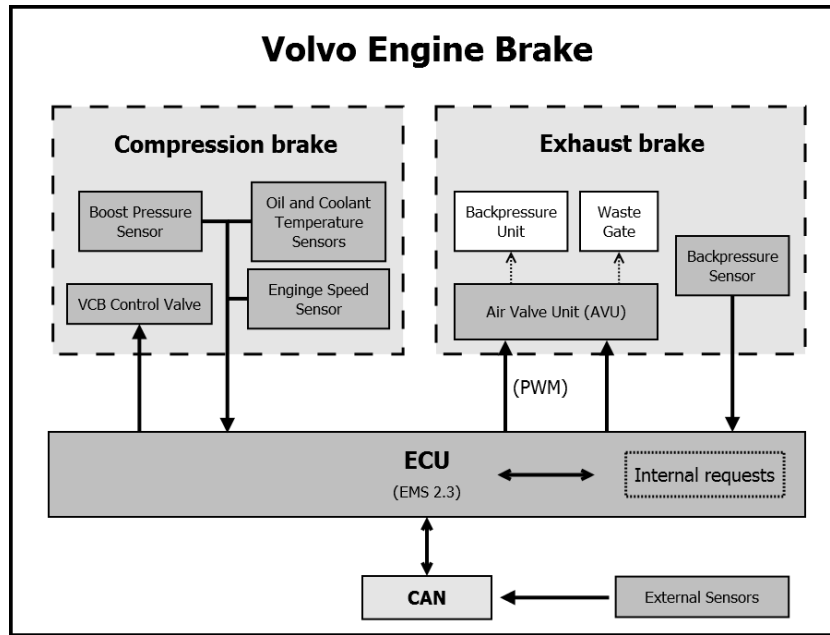 Volvo Engine Brake
Compression brake
Boost Pressure
Sensor
Oil and Coolant
Temperature
Sensors
VCB Control Valve
Enginge Speed
Sensor
Exhaust brake
Backpressure
Unit
Waste
Gate
Backpressure
Sensor
Air Valve Unit (AVU)
(PWM)
ECU
(EMS 2.3)
Internal requests
CAN
External Sensors